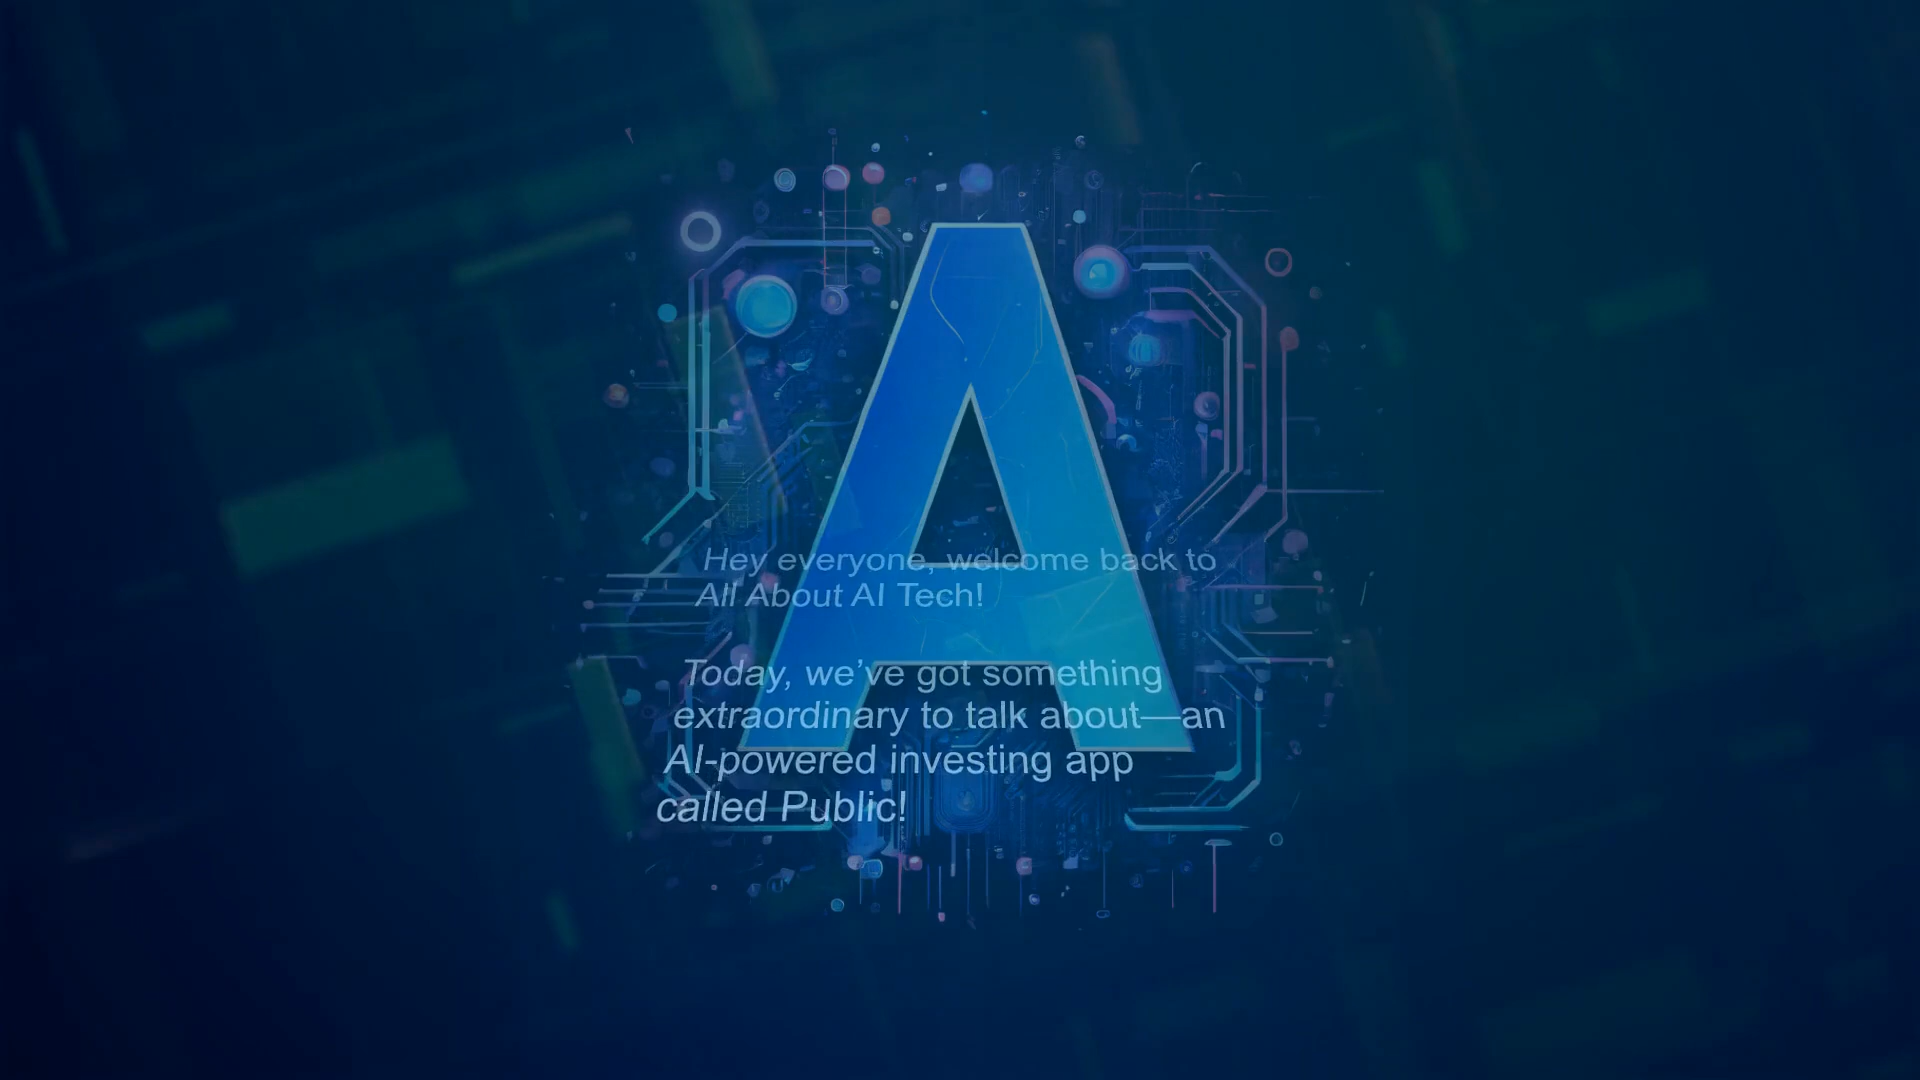 A
Hey everyone, welcome back to
All About AI Tech!
Today, we’ve got something
extraordinary to talk about—an
AI-powered investing app
called Public!